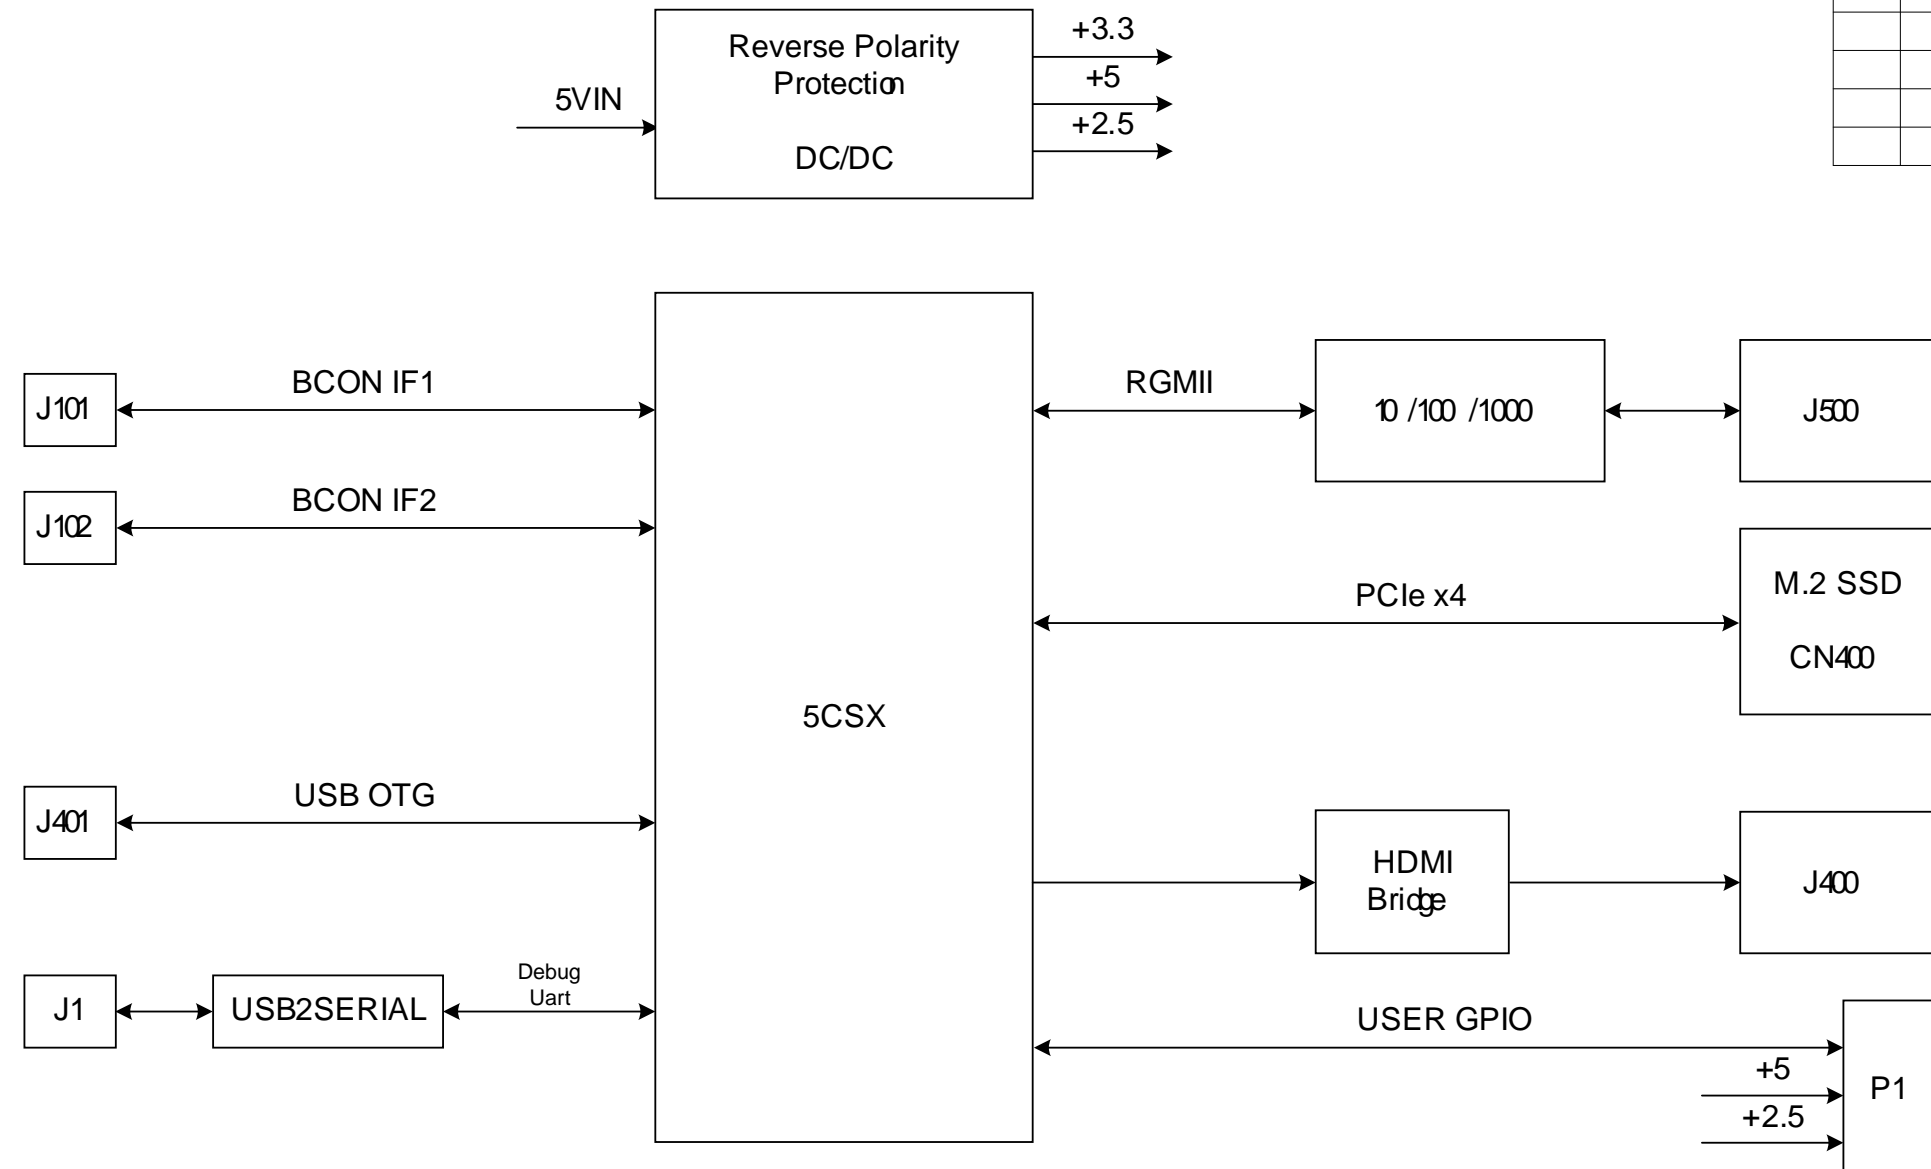 +3.3
Reverse Polarity
Protection
+5
5VIN
+2.5
DC/DC
BCON IF1
RGMII
J101
10 /100 /1000
J500
BCON IF2
J102
M.2 SSD
PCIe x4
CN400
5CSX
USB OTG
J401
HDMI
Bridge
J400
Debug
Uart
J1
USB2SERIAL
USER GPIO
+5
P1
+2.5